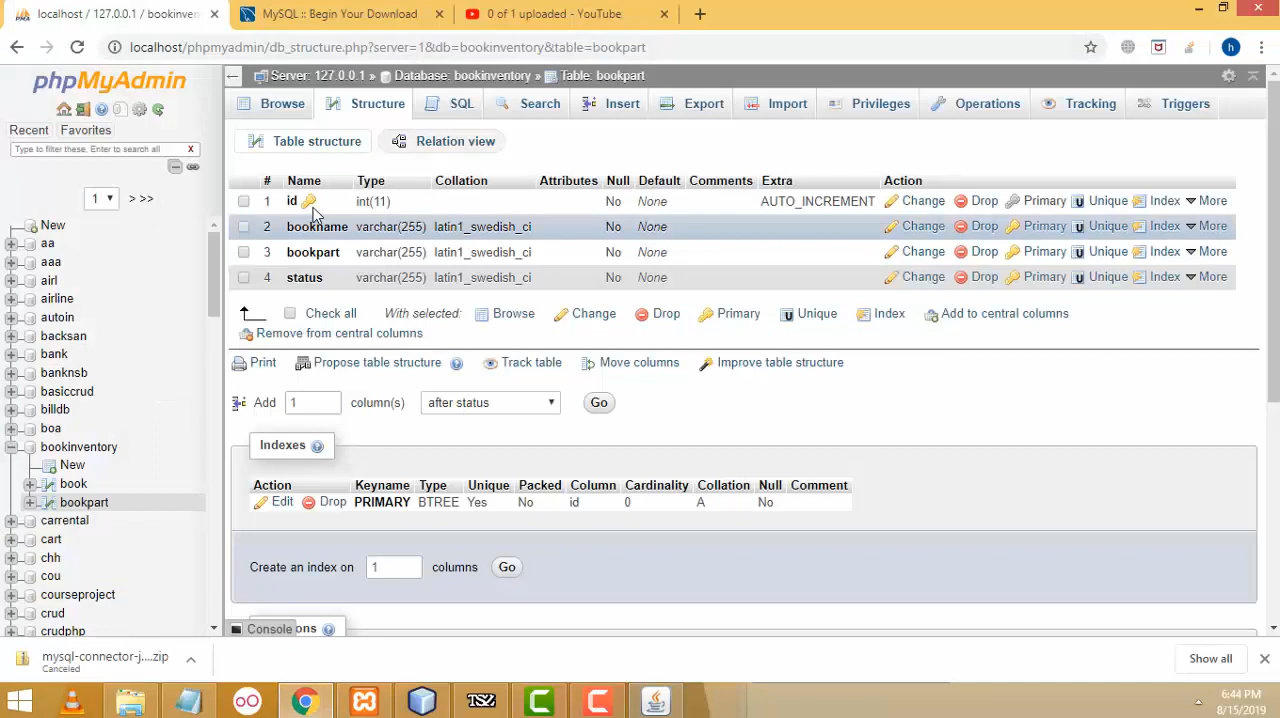 localhost / 127.0.0.1 / bookinven
MySQL :: Begin Your Download
0 of 1 uploaded - YouTube
localhost/phpmyadmin/db_structure.php?server=1&db=bookinventory&table=bookpart
h
phpMyAdmin
Server: 127.0.0.1 » Database: bookinventory » Table: bookpart
Browse Structure SQL Search Insert Export Import Privileges Operations Tracking Triggers
Recent Favorites
Type to filter these, Enter to search all X
Table structure Relation view
1 > >>
New
aa
aaa
airl
airline
autoin
backsan
bank
banknsb
basiccrud
billdb
boa
bookinventory
New
book
bookpart
carrental
cart
chh
cou
courseproject
crud
crudphp
# Name Type Collation Attributes Null Default Comments Extra Action
1 id int(11) No None AUTO_INCREMENT Change Drop Primary Unique Index More
2 bookname varchar(255) latin1_swedish_ci No None Change Drop Primary Unique Index More
3 bookpart varchar(255) latin1_swedish_ci No None Change Drop Primary Unique Index More
4 status varchar(255) latin1_swedish_ci No None Change Drop Primary Unique Index More
Check all With selected: Browse Change Drop Primary Unique Index Add to central columns
Remove from central columns
Print Propose table structure Track table Move columns Improve table structure
Add 1 column(s) after status Go
Indexes
Action Keyname Type Unique Packed Column Cardinality Collation Null Comment
Edit Drop PRIMARY BTREE Yes No id 0 A No
Create an index on 1 columns Go
Console
mysql-connector-j....zip
Canceled
Show all
6:44 PM
8/15/2019